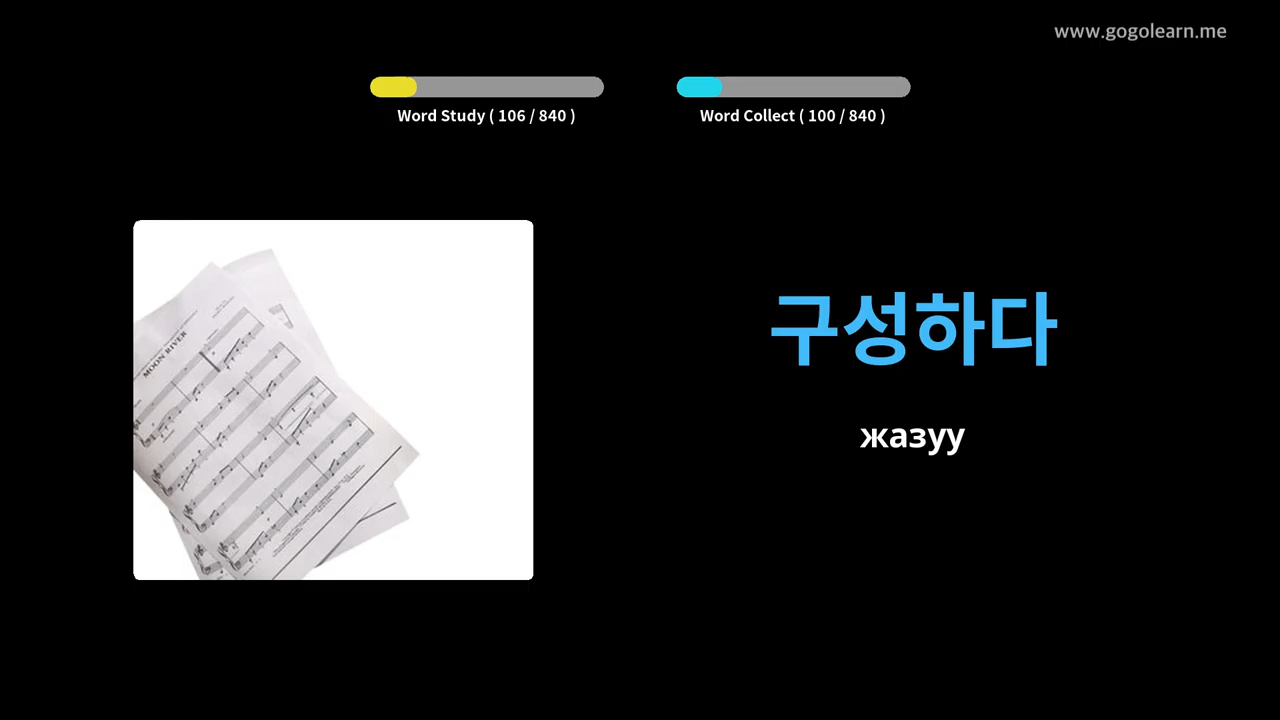 www.gogolearn.me
Word Study ( 106 / 840 )
Word Collect ( 100 / 840 )
MOON RIVER
구성하다
жазуу